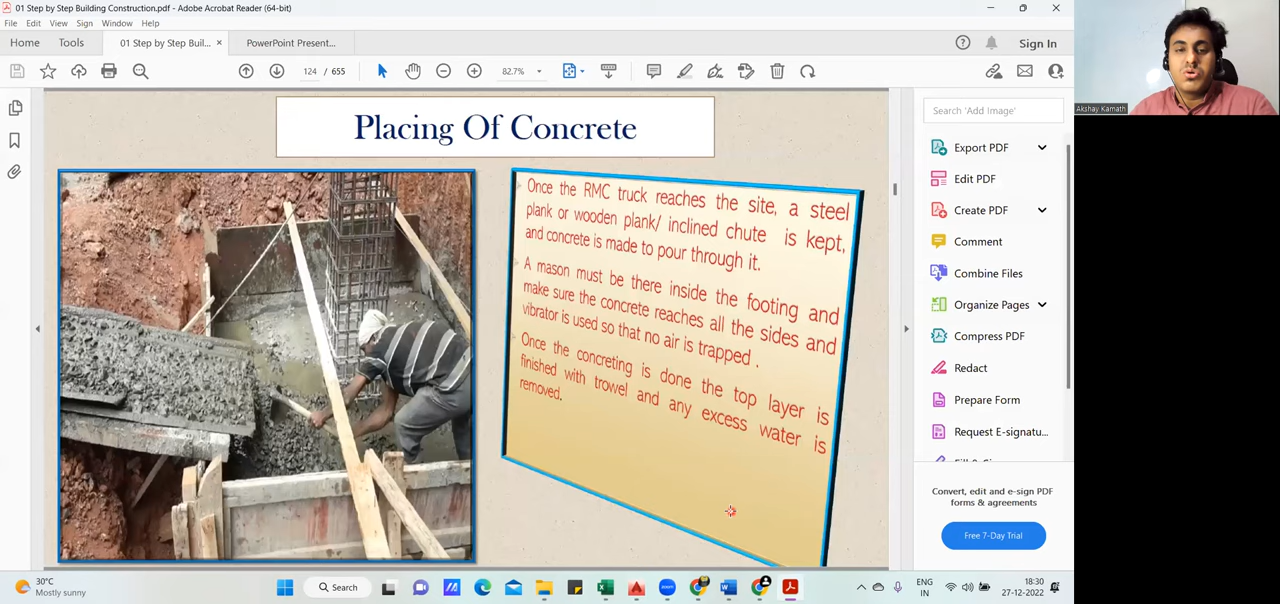 01 Step by Step Building Construction.pdf - Adobe Acrobat Reader (64-bit)
File Edit View Sign Window Help
Home Tools 01 Step by Step Buil... × PowerPoint Present... Sign In
124 / 655 82.7%
Placing Of Concrete
Once the RMC truck reaches the site, a steel
plank or wooden plank/ inclined chute is kept,
and concrete is made to pour through it.
A mason must be there inside the footing and
make sure the concrete reaches all the sides and
vibrator is used so that no air is trapped .
Once the concreting is done the top layer is
finished with trowel and any excess water is
removed.
Akshay Kamath
Search 'Add Image'
Export PDF
Edit PDF
Create PDF
Comment
Combine Files
Organize Pages
Compress PDF
Redact
Prepare Form
Request E-signatu...
Convert, edit and e-sign PDF
forms & agreements
Free 7-Day Trial
30°C
Mostly sunny
Search
ENG
IN
18:30
27-12-2022